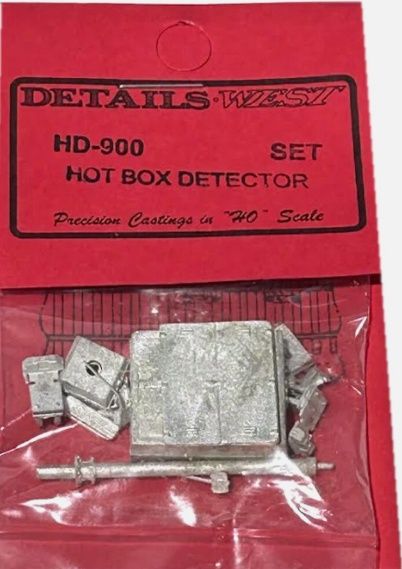 DETAILS·WEST
HD-900 SET
HOT BOX DETECTOR
Precision Castings in "HO" Scale